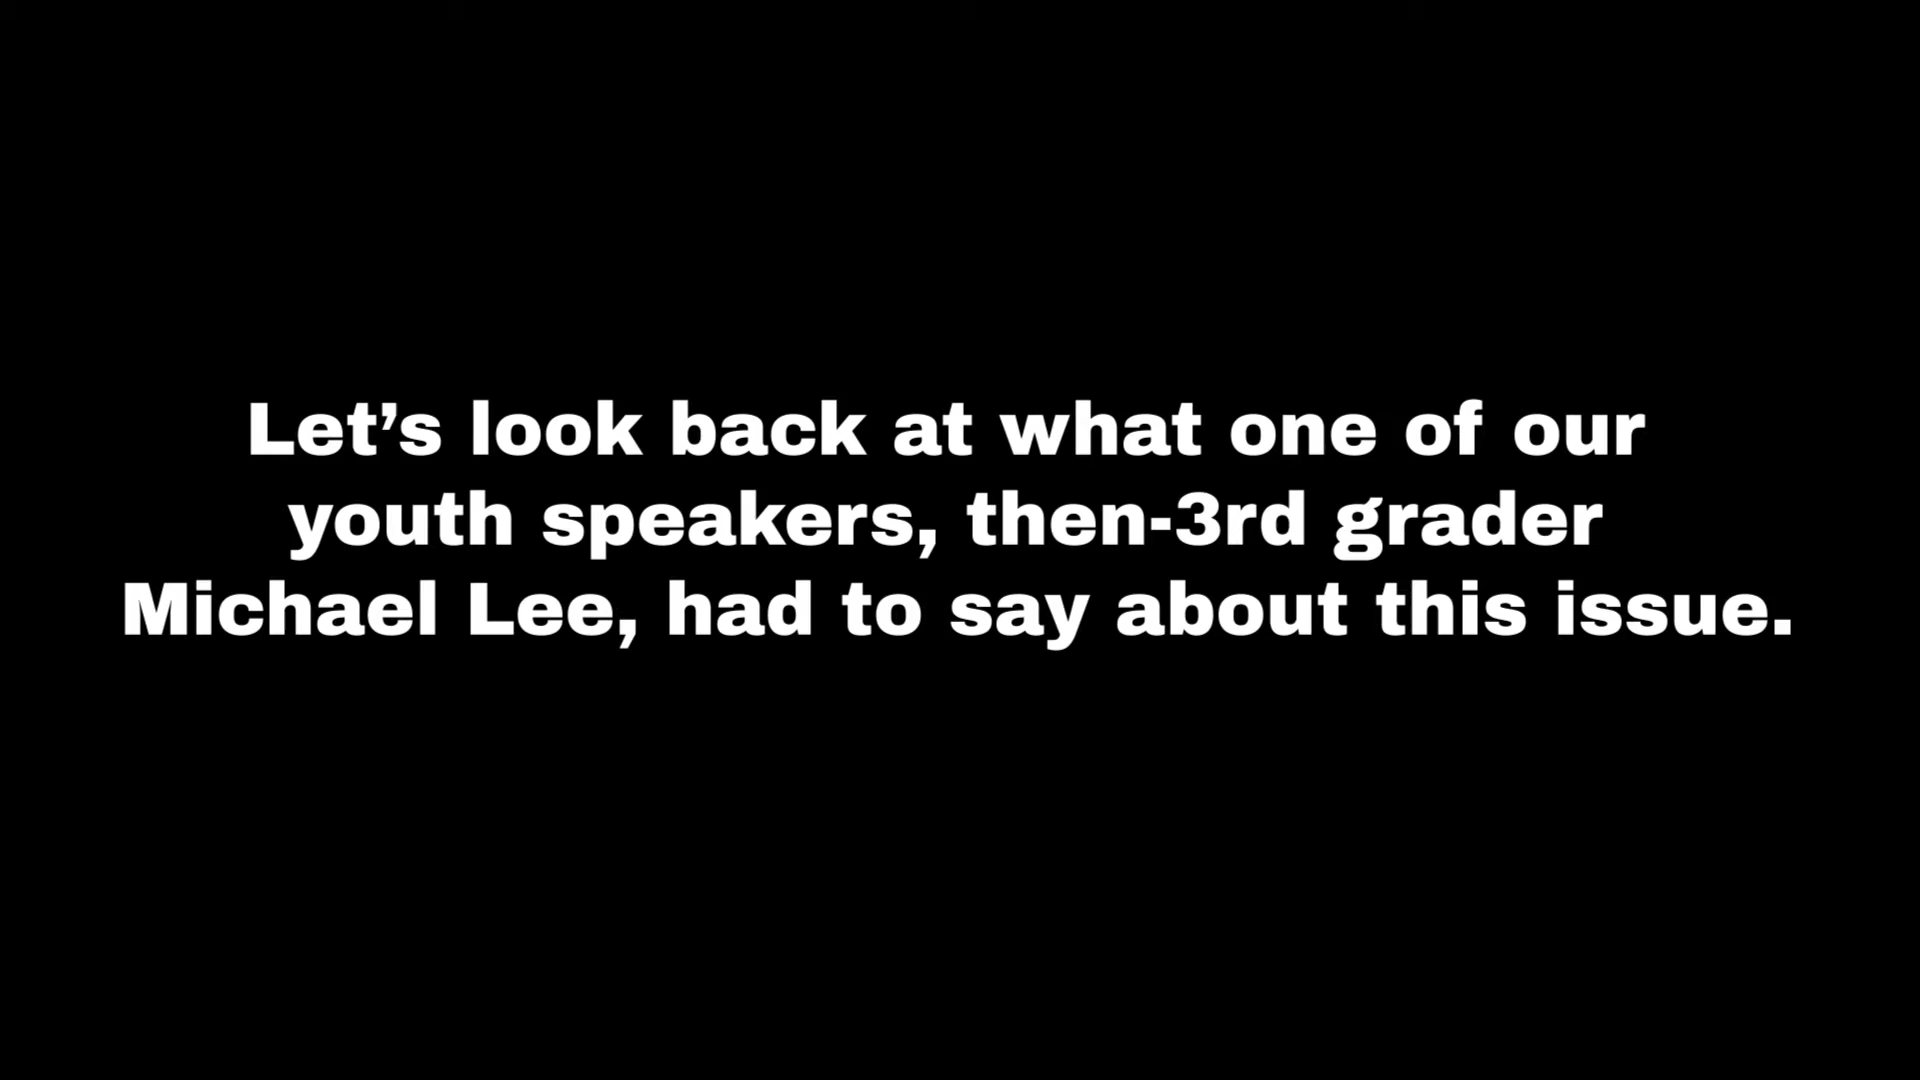 Let’s look back at what one of our
youth speakers, then-3rd grader
Michael Lee, had to say about this issue.